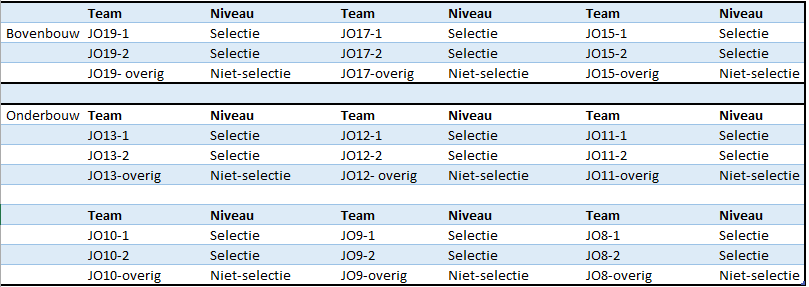 Team Niveau Team Niveau Team Niveau
Bovenbouw JO19-1 Selectie JO17-1 Selectie JO15-1 Selectie
JO19-2 Selectie JO17-2 Selectie JO15-2 Selectie
JO19- overig Niet-selectie JO17-overig Niet-selectie JO15-overig Niet-selectie
Onderbouw Team Niveau Team Niveau Team Niveau
JO13-1 Selectie JO12-1 Selectie JO11-1 Selectie
JO13-2 Selectie JO12-2 Selectie JO11-2 Selectie
JO13-overig Niet-selectie JO12- overig Niet-selectie JO11-overig Niet-selectie
Team Niveau Team Niveau Team Niveau
JO10-1 Selectie JO9-1 Selectie JO8-1 Selectie
JO10-2 Selectie JO9-2 Selectie JO8-2 Selectie
JO10-overig Niet-selectie JO9-overig Niet-selectie JO8-overig Niet-selectie